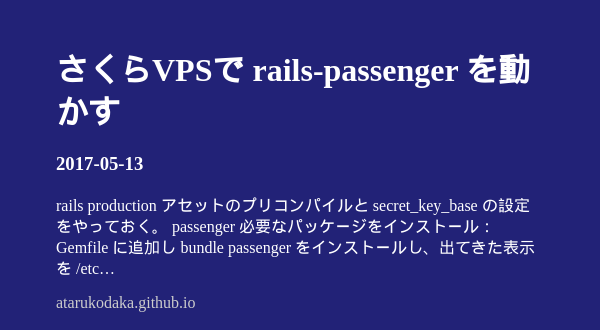 さくらVPSで rails-passenger を動
かす
2017-05-13
rails production アセットのプリコンパイルと secret_key_base の設定
をやっておく。 passenger 必要なパッケージをインストール：
Gemfile に追加し bundle passenger をインストールし、出てきた表示
を /etc…
atarukodaka.github.io